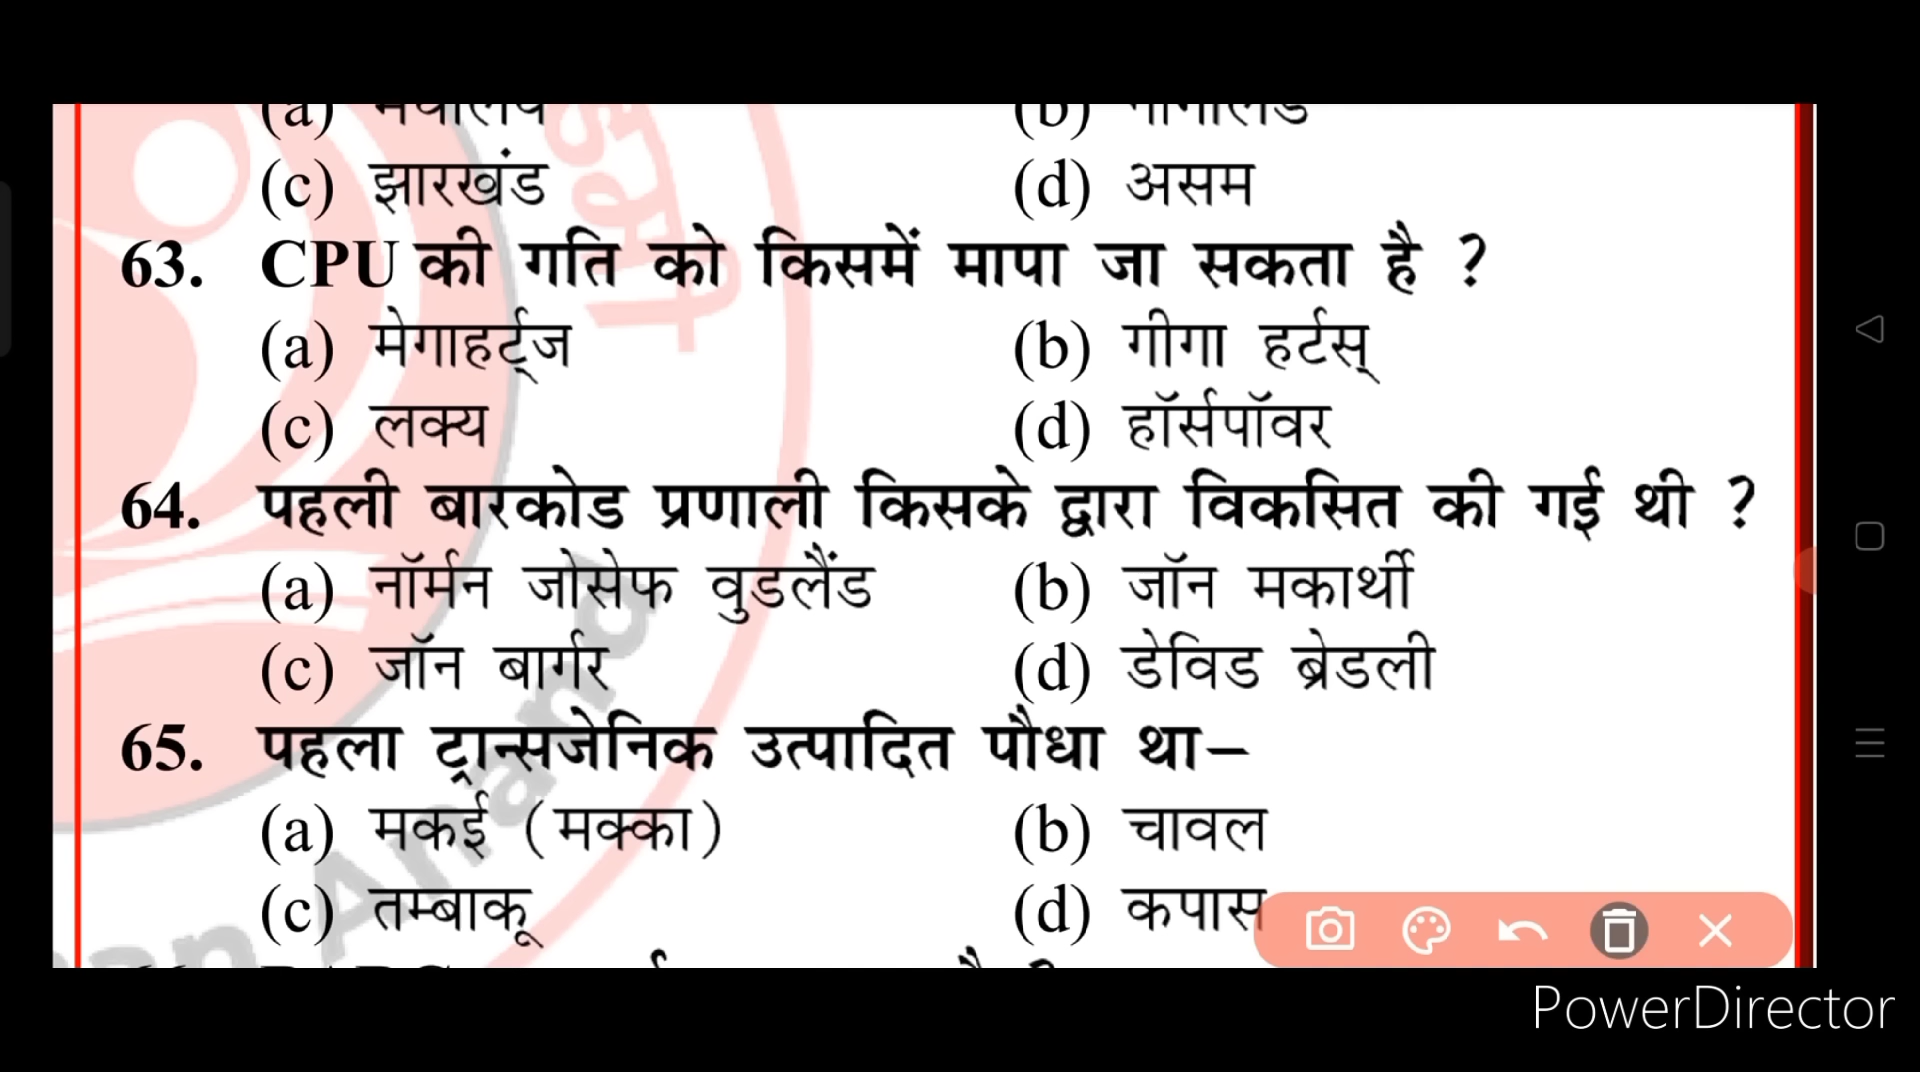 (c) झारखंड (d) असम
63. CPU की गति को किसमें मापा जा सकता है ?
(a) मेगाहर्ट्ज (b) गीगा हर्टस्
(c) लक्य (d) हॉर्सपॉवर
64. पहली बारकोड प्रणाली किसके द्वारा विकसित की गई थी ?
(a) नॉर्मन जोसेफ वुडलैंड (b) जॉन मकार्थी
(c) जॉन बार्गर (d) डेविड ब्रेडली
65. पहला ट्रान्सजेनिक उत्पादित पौधा था–
(a) मकई (मक्का) (b) चावल
(c) तम्बाकू (d) कपास
Anand
PowerDirector